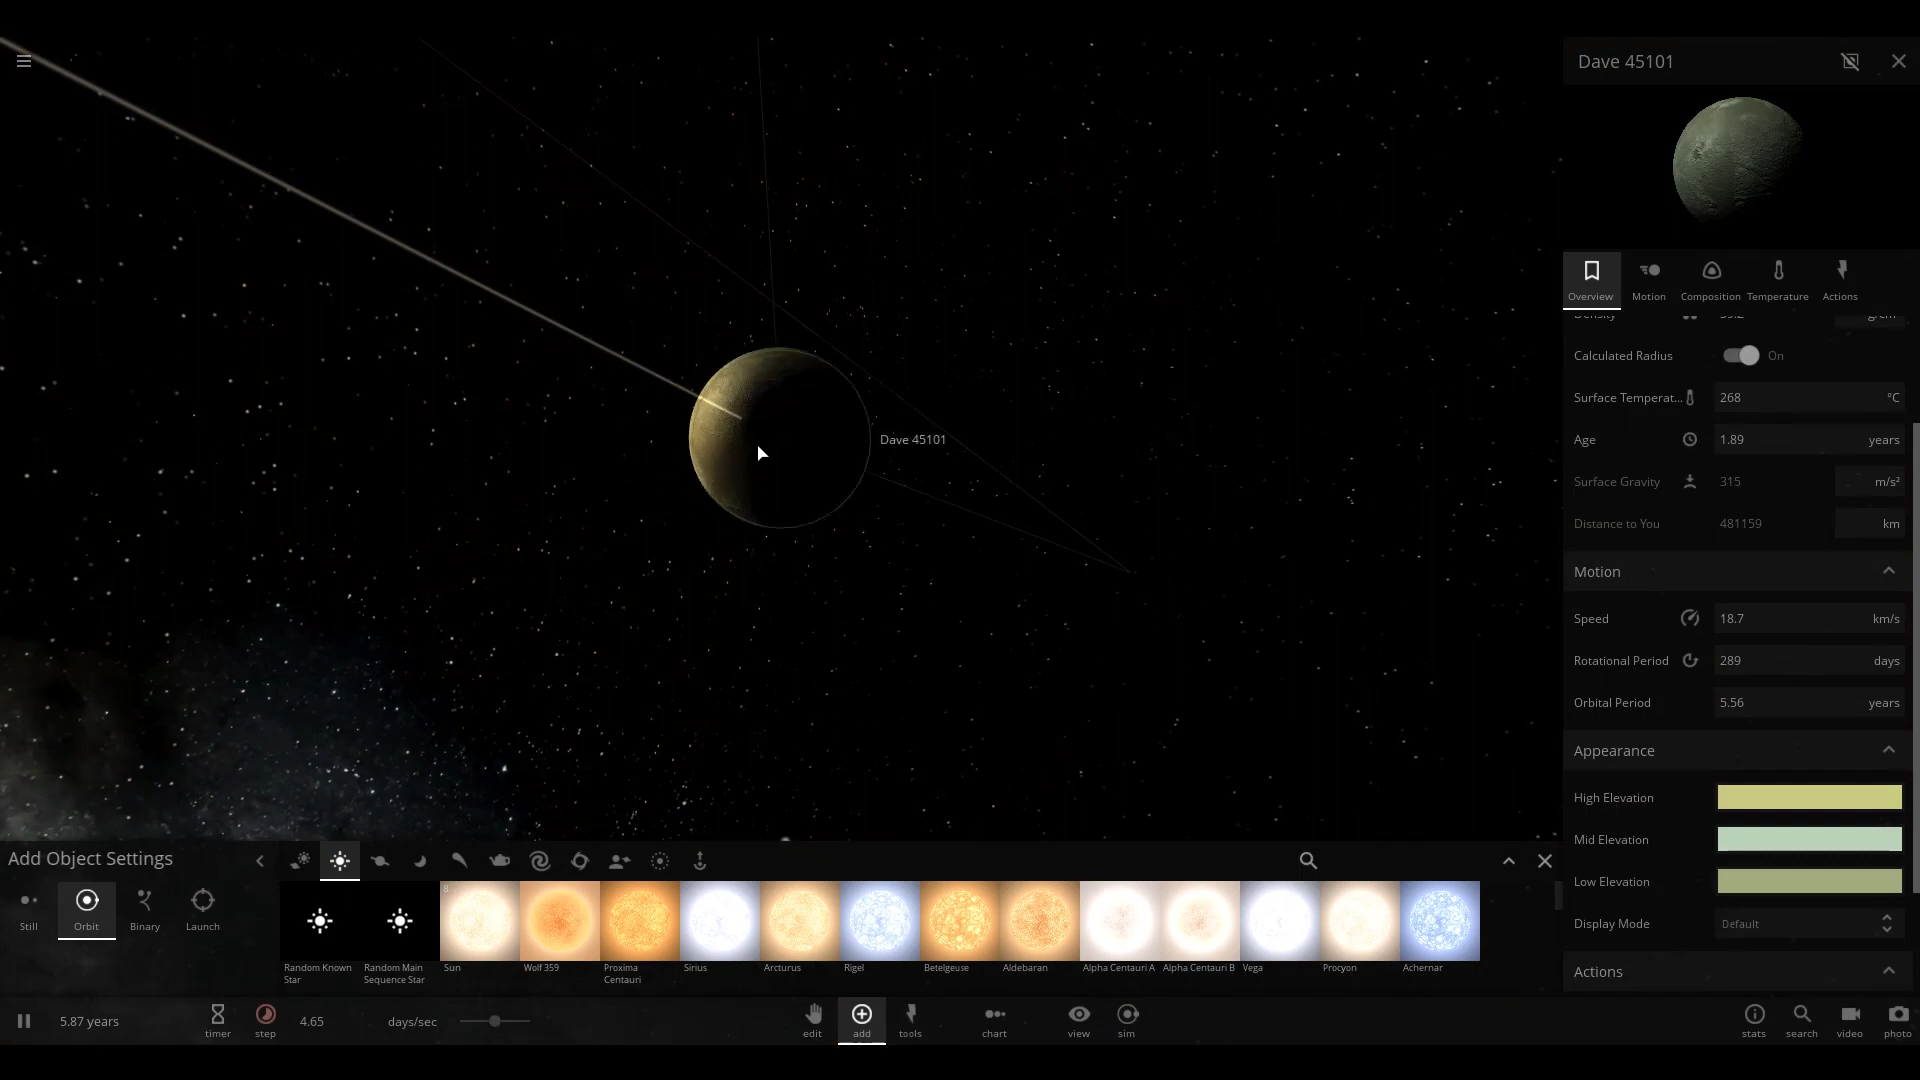 Dave 45101
Overview
Motion
Composition
Temperature
Actions
Calculated Radius On
Surface Temperat... 268 °C
Age 1.89 years
Surface Gravity 315 m/s²
Distance to You 481159 km
Motion
Speed 18.7 km/s
Rotational Period 289 days
Orbital Period 5.56 years
Appearance
High Elevation
Mid Elevation
Low Elevation
Display Mode Default
Actions
Dave 45101
Add Object Settings
Still
Orbit
Binary
Launch
Random Known Star
Random Main Sequence Star
Sun
Wolf 359
Proxima Centauri
Sirius
Arcturus
Rigel
Betelgeuse
Aldebaran
Alpha Centauri A
Alpha Centauri B
Vega
Procyon
Achernar
5.87 years
timer
step
4.65 days/sec
edit
add
tools
chart
view
sim
stats
search
video
photo